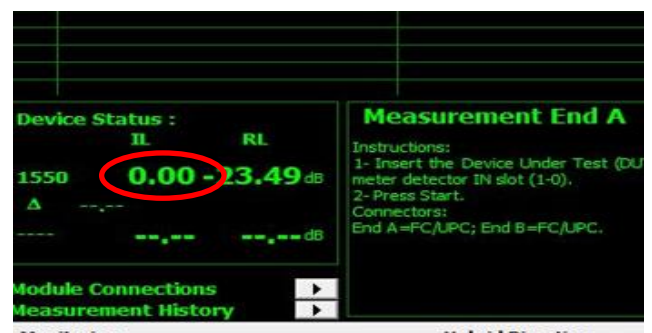 Device Status :
IL RL
1550 0.00 -23.49 dB
Δ --.--
---- --.-- --.-- dB
Module Connections
Measurement History
Measurement End A
Instructions:
1- Insert the Device Under Test (DU
meter detector IN slot (1-0).
2- Press Start.
Connectors:
End A=FC/UPC; End B=FC/UPC.